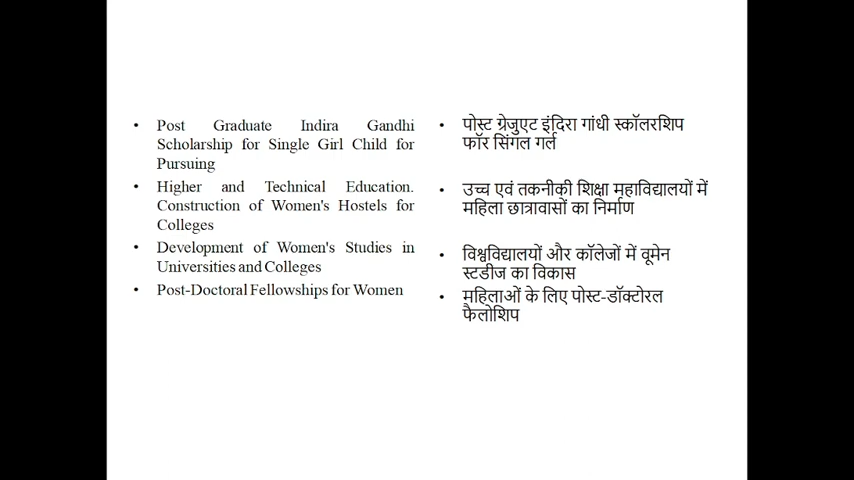 • Post Graduate Indira Gandhi
Scholarship for Single Girl Child for
Pursuing
• Higher and Technical Education.
Construction of Women's Hostels for
Colleges
• Development of Women's Studies in
Universities and Colleges
• Post-Doctoral Fellowships for Women
• पोस्ट ग्रेजुएट इंदिरा गांधी स्कॉलरशिप
फॉर सिंगल गर्ल
• उच्च एवं तकनीकी शिक्षा महाविद्यालयों में
महिला छात्रावासों का निर्माण
• विश्वविद्यालयों और कॉलेजों में वूमेन
स्टडीज का विकास
• महिलाओं के लिए पोस्ट-डॉक्टोरल
फैलोशिप